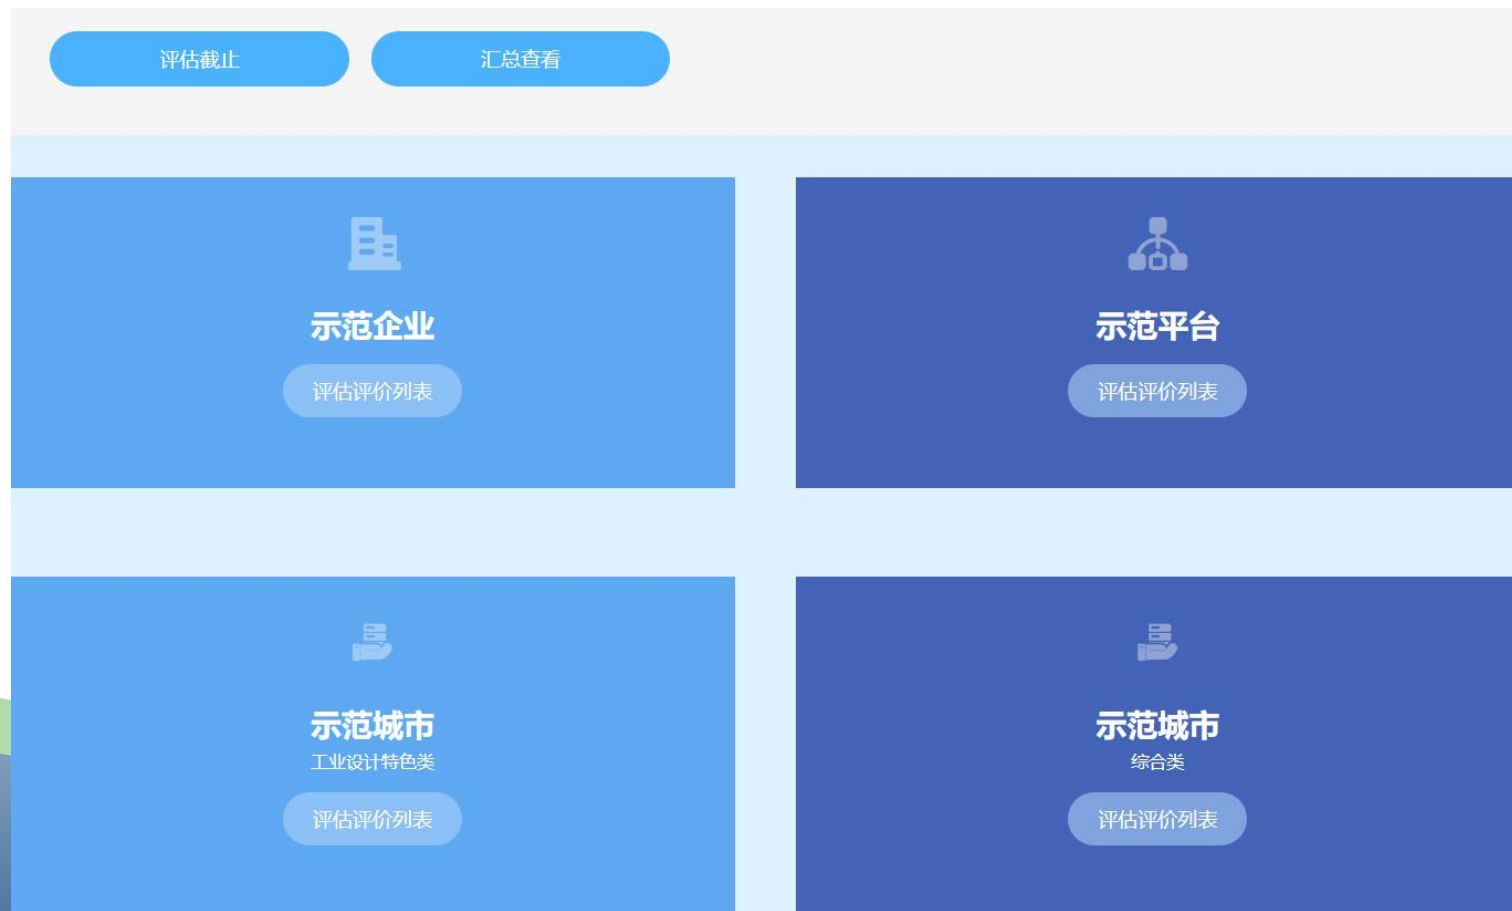 评估截止
汇总查看
示范企业
评估评价列表
示范平台
评估评价列表
示范城市
工业设计特色类
评估评价列表
示范城市
综合类
评估评价列表